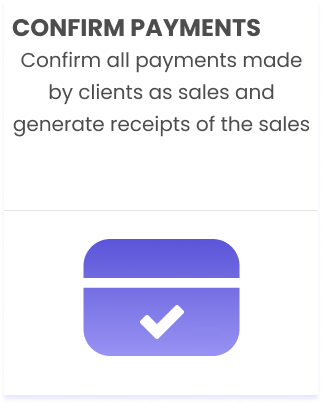 CONFIRM PAYMENTS
Confirm all payments made
by clients as sales and
generate receipts of the sales